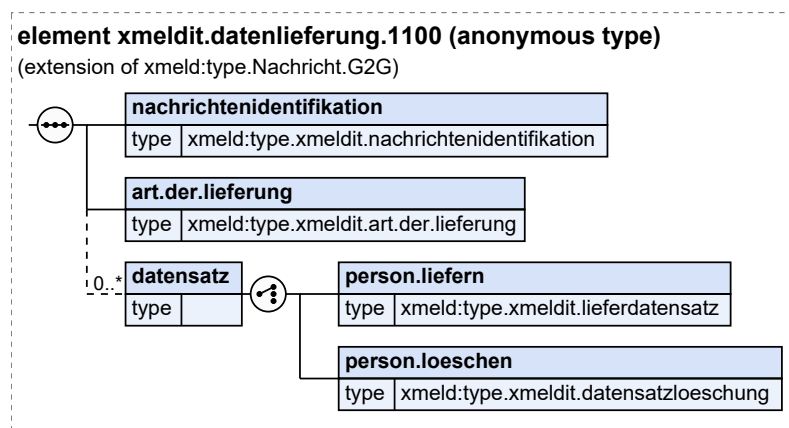 element xmeldit.datenlieferung.1100 (anonymous type)
(extension of xmeld:type.Nachricht.G2G)
nachrichtenidentifikation
type xmeld:type.xmeldit.nachrichtenidentifikation
art.der.lieferung
type xmeld:type.xmeldit.art.der.lieferung
0..* datensatz
type
person.liefern
type xmeld:type.xmeldit.lieferdatensatz
person.loeschen
type xmeld:type.xmeldit.datensatzloeschung